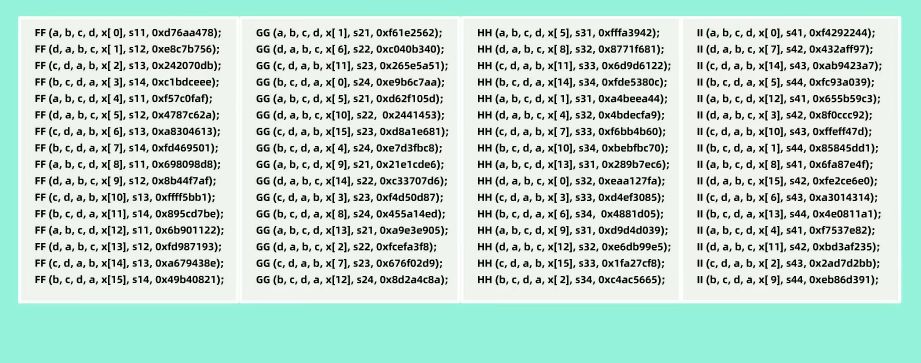 FF (a, b, c, d, x[ 0], s11, 0xd76aa478);
FF (d, a, b, c, x[ 1], s12, 0xe8c7b756);
FF (c, d, a, b, x[ 2], s13, 0x242070db);
FF (b, c, d, a, x[ 3], s14, 0xc1bdceee);
FF (a, b, c, d, x[ 4], s11, 0xf57c0faf);
FF (d, a, b, c, x[ 5], s12, 0x4787c62a);
FF (c, d, a, b, x[ 6], s13, 0xa8304613);
FF (b, c, d, a, x[ 7], s14, 0xfd469501);
FF (a, b, c, d, x[ 8], s11, 0x698098d8);
FF (d, a, b, c, x[ 9], s12, 0x8b44f7af);
FF (c, d, a, b, x[10], s13, 0xffff5bb1);
FF (b, c, d, a, x[11], s14, 0x895cd7be);
FF (a, b, c, d, x[12], s11, 0x6b901122);
FF (d, a, b, c, x[13], s12, 0xfd987193);
FF (c, d, a, b, x[14], s13, 0xa679438e);
FF (b, c, d, a, x[15], s14, 0x49b40821);
GG (a, b, c, d, x[ 1], s21, 0xf61e2562);
GG (d, a, b, c, x[ 6], s22, 0xc040b340);
GG (c, d, a, b, x[11], s23, 0x265e5a51);
GG (b, c, d, a, x[ 0], s24, 0xe9b6c7aa);
GG (a, b, c, d, x[ 5], s21, 0xd62f105d);
GG (d, a, b, c, x[10], s22, 0x2441453);
GG (c, d, a, b, x[15], s23, 0xd8a1e681);
GG (b, c, d, a, x[ 4], s24, 0xe7d3fbc8);
GG (a, b, c, d, x[ 9], s21, 0x21e1cde6);
GG (d, a, b, c, x[14], s22, 0xc33707d6);
GG (c, d, a, b, x[ 3], s23, 0xf4d50d87);
GG (b, c, d, a, x[ 8], s24, 0x455a14ed);
GG (a, b, c, d, x[13], s21, 0xa9e3e905);
GG (d, a, b, c, x[ 2], s22, 0xfcefa3f8);
GG (c, d, a, b, x[ 7], s23, 0x676f02d9);
GG (b, c, d, a, x[12], s24, 0x8d2a4c8a);
HH (a, b, c, d, x[ 5], s31, 0xfffa3942);
HH (d, a, b, c, x[ 8], s32, 0x8771f681);
HH (c, d, a, b, x[11], s33, 0x6d9d6122);
HH (b, c, d, a, x[14], s34, 0xfde5380c);
HH (a, b, c, d, x[ 1], s31, 0xa4beea44);
HH (d, a, b, c, x[ 4], s32, 0x4bdecfa9);
HH (c, d, a, b, x[ 7], s33, 0xf6bb4b60);
HH (b, c, d, a, x[10], s34, 0xbebfbc70);
HH (a, b, c, d, x[13], s31, 0x289b7ec6);
HH (d, a, b, c, x[ 0], s32, 0xeaa127fa);
HH (c, d, a, b, x[ 3], s33, 0xd4ef3085);
HH (b, c, d, a, x[ 6], s34, 0x4881d05);
HH (a, b, c, d, x[ 9], s31, 0xd9d4d039);
HH (d, a, b, c, x[12], s32, 0xe6db99e5);
HH (c, d, a, b, x[15], s33, 0x1fa27cf8);
HH (b, c, d, a, x[ 2], s34, 0xc4ac5665);
II (a, b, c, d, x[ 0], s41, 0xf4292244);
II (d, a, b, c, x[ 7], s42, 0x432aff97);
II (c, d, a, b, x[14], s43, 0xab9423a7);
II (b, c, d, a, x[ 5], s44, 0xfc93a039);
II (a, b, c, d, x[12], s41, 0x655b59c3);
II (d, a, b, c, x[ 3], s42, 0x8f0ccc92);
II (c, d, a, b, x[10], s43, 0xffeff47d);
II (b, c, d, a, x[ 1], s44, 0x85845dd1);
II (a, b, c, d, x[ 8], s41, 0x6fa87e4f);
II (d, a, b, c, x[15], s42, 0xfe2ce6e0);
II (c, d, a, b, x[ 6], s43, 0xa3014314);
II (b, c, d, a, x[13], s44, 0x4e0811a1);
II (a, b, c, d, x[ 4], s41, 0xf7537e82);
II (d, a, b, c, x[11], s42, 0xbd3af235);
II (c, d, a, b, x[ 2], s43, 0x2ad7d2bb);
II (b, c, d, a, x[ 9], s44, 0xeb86d391);